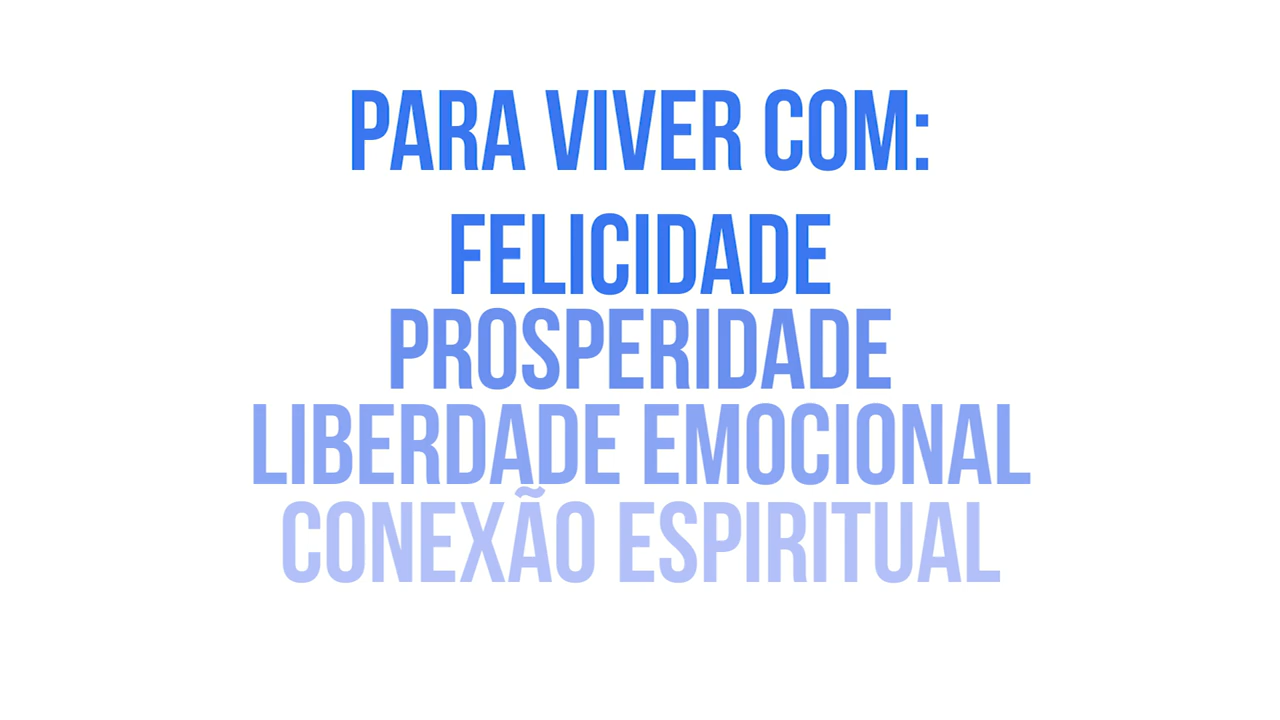 PARA VIVER COM:
FELICIDADE
PROSPERIDADE
LIBERDADE EMOCIONAL
CONEXÃO ESPIRITUAL